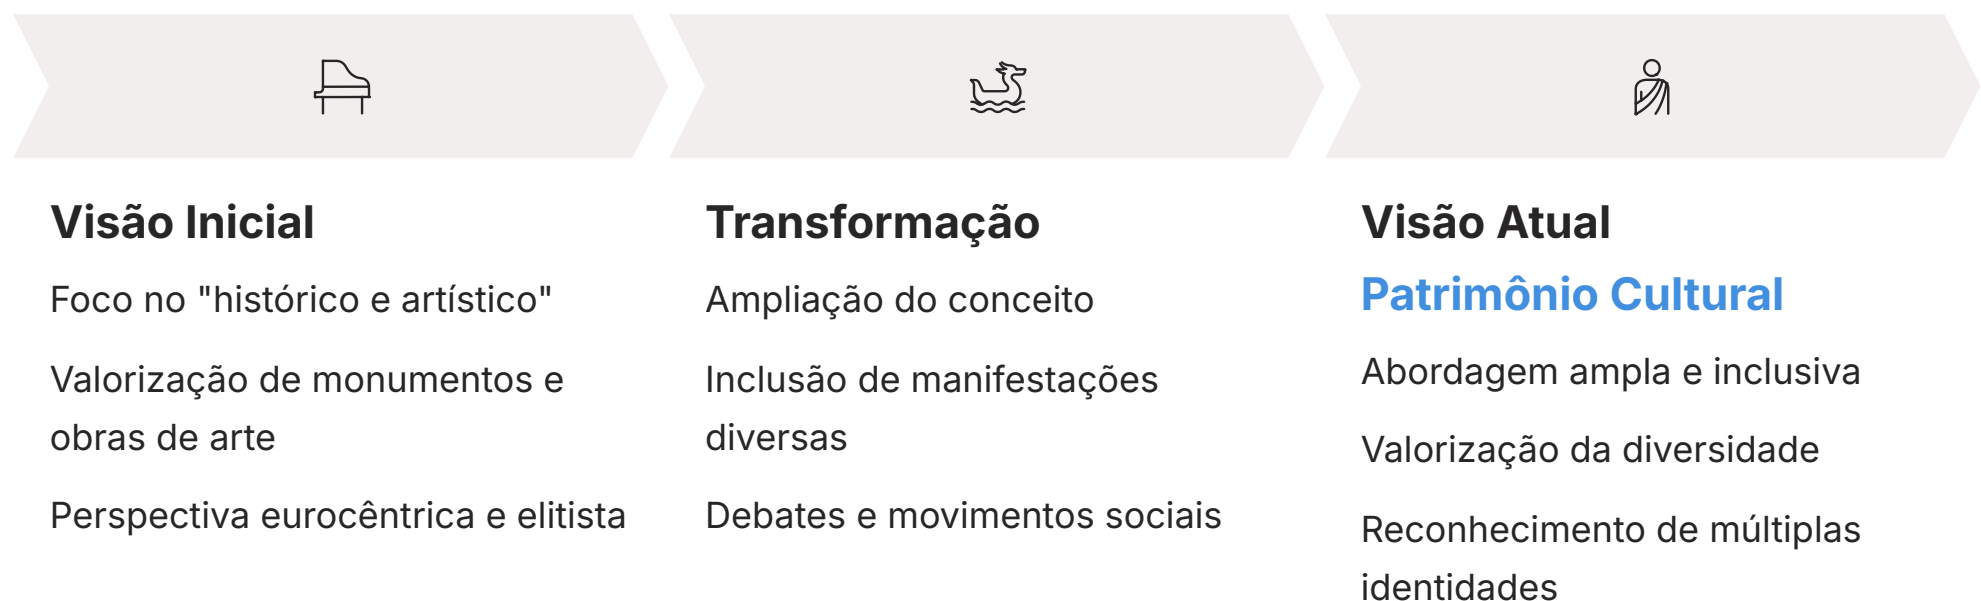 Visão Inicial
Foco no "histórico e artístico"
Valorização de monumentos e
obras de arte
Perspectiva eurocêntrica e elitista
Transformação
Ampliação do conceito
Inclusão de manifestações
diversas
Debates e movimentos sociais
Visão Atual
Patrimônio Cultural
Abordagem ampla e inclusiva
Valorização da diversidade
Reconhecimento de múltiplas
identidades